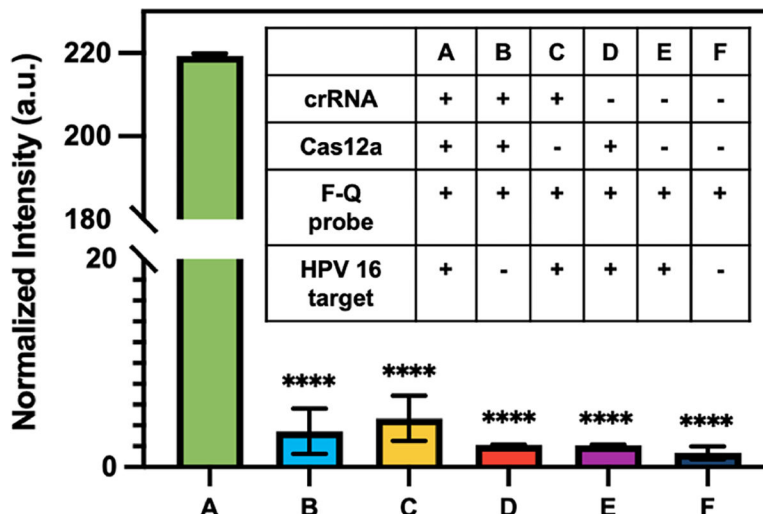 Normalized Intensity (a.u.)
220
200
180
20
0
A B C D E F
crRNA + + + - - -
Cas12a + + - + - -
F-Q
probe + + + + + +
HPV 16
target + - + + + -
****
****
****
****
****
A B C D E F